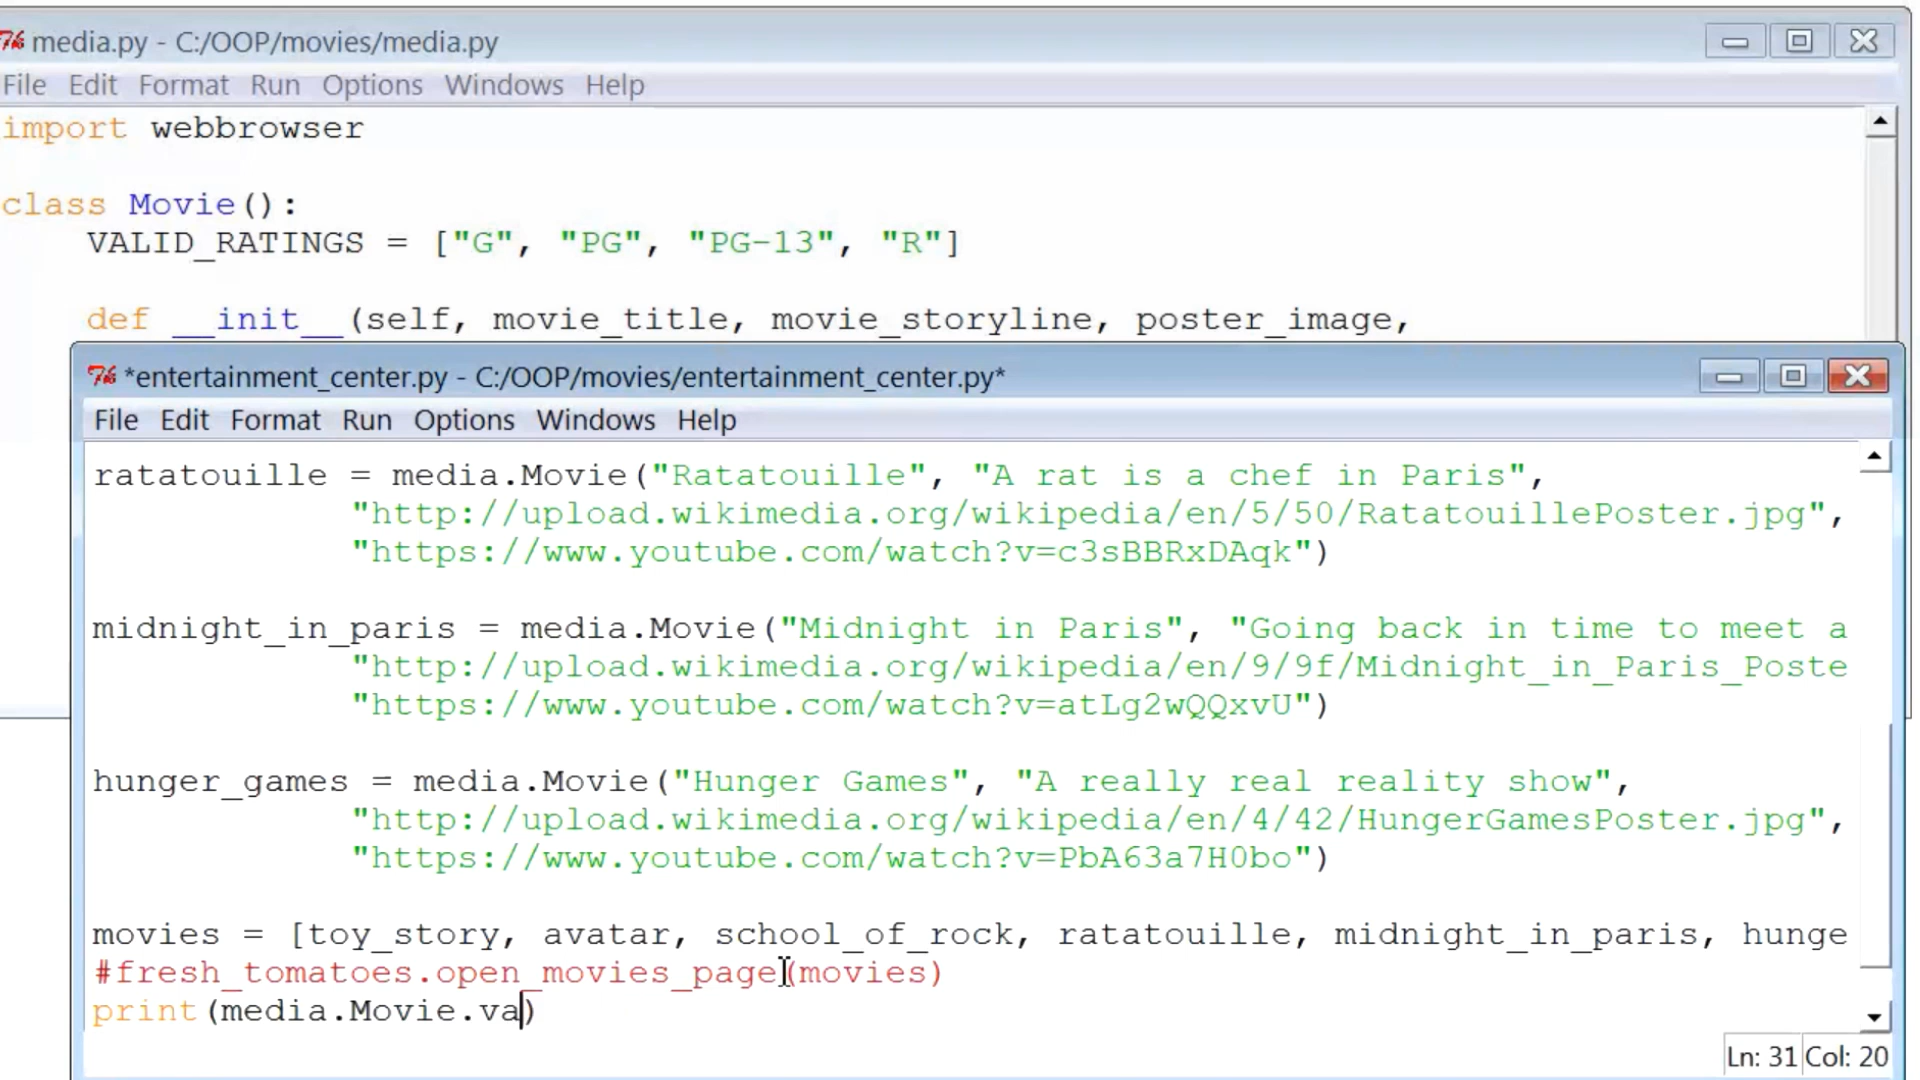 media.py - C:/OOP/movies/media.py
File Edit Format Run Options Windows Help
import webbrowser
class Movie():
VALID_RATINGS = ["G", "PG", "PG-13", "R"]
def __init__(self, movie_title, movie_storyline, poster_image,
*entertainment_center.py - C:/OOP/movies/entertainment_center.py*
File Edit Format Run Options Windows Help
ratatouille = media.Movie("Ratatouille", "A rat is a chef in Paris",
"http://upload.wikimedia.org/wikipedia/en/5/50/RatatouillePoster.jpg",
"https://www.youtube.com/watch?v=c3sBBRxDAqk")
midnight_in_paris = media.Movie("Midnight in Paris", "Going back in time to meet a
"http://upload.wikimedia.org/wikipedia/en/9/9f/Midnight_in_Paris_Poste
"https://www.youtube.com/watch?v=atLg2wQQxvU")
hunger_games = media.Movie("Hunger Games", "A really real reality show",
"http://upload.wikimedia.org/wikipedia/en/4/42/HungerGamesPoster.jpg",
"https://www.youtube.com/watch?v=PbA63a7H0bo")
movies = [toy_story, avatar, school_of_rock, ratatouille, midnight_in_paris, hunge
#fresh_tomatoes.open_movies_page(movies)
print(media.Movie.va)
Ln: 31 Col: 20